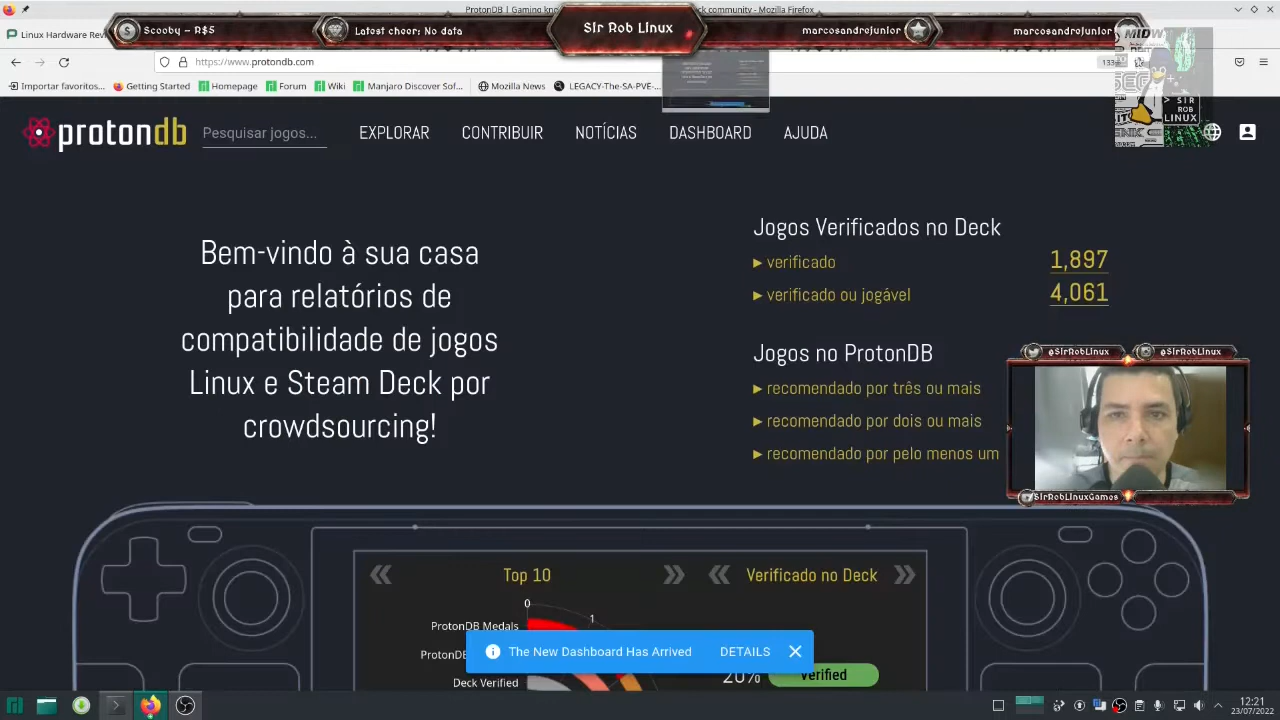 ProtonDB | Gaming kno
ck community - Mozilla Firefox
Scooby - R$5
Latest cheer: No data
Sir Rob Linux
marcosandrejunior
marcosandrejunior
Linux Hardware Rev
https://www.protondb.com
133%
Importar favoritos...
Getting Started
Homepage
Forum
Wiki
Manjaro Discover Sof...
Mozilla News
LEGACY-The-SA-PVE-...
MIDW
> SIR
ROB
LINUX
protondb
Pesquisar jogos...
EXPLORAR
CONTRIBUIR
NOTÍCIAS
DASHBOARD
AJUDA
Bem-vindo à sua casa
para relatórios de
compatibilidade de jogos
Linux e Steam Deck por
crowdsourcing!
Jogos Verificados no Deck
▸ verificado 1,897
▸ verificado ou jogável 4,061
Jogos no ProtonDB
▸ recomendado por três ou mais
▸ recomendado por dois ou mais
▸ recomendado por pelo menos um
@SirRobLinux
@SirRobLinux
SirRobLinuxGames
Top 10
Verificado no Deck
0
1
ProtonDB Medals
ProtonDB
Deck Verified
The New Dashboard Has Arrived
DETAILS
20%
Verified
12:21
23/07/2022